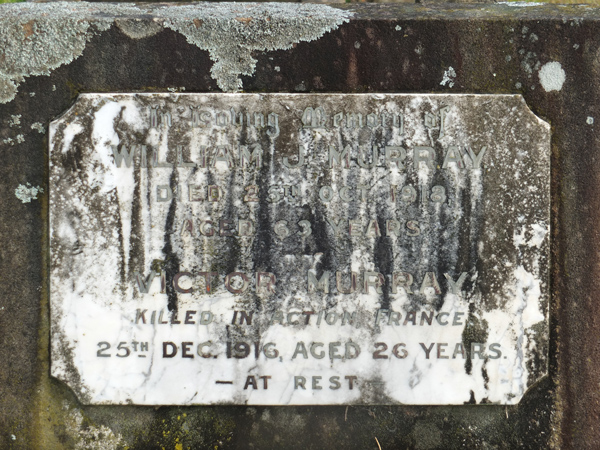 In Loving Memory of
WILLIAM J. MURRAY
DIED OCT 1918
AGED 63 YEARS
VICTOR MURRAY
KILLED IN ACTION FRANCE
25TH DEC. 1916, AGED 26 YEARS.
— AT REST —